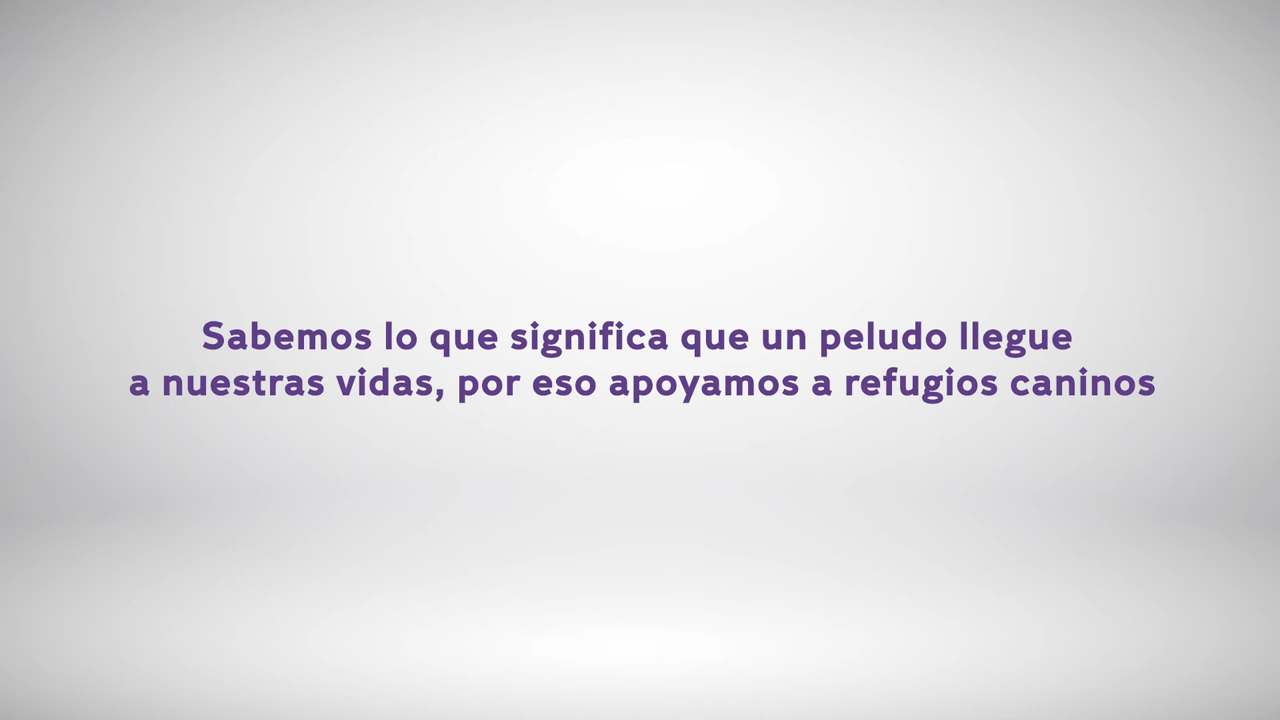 Sabemos lo que significa que un peludo llegue
a nuestras vidas, por eso apoyamos a refugios caninos